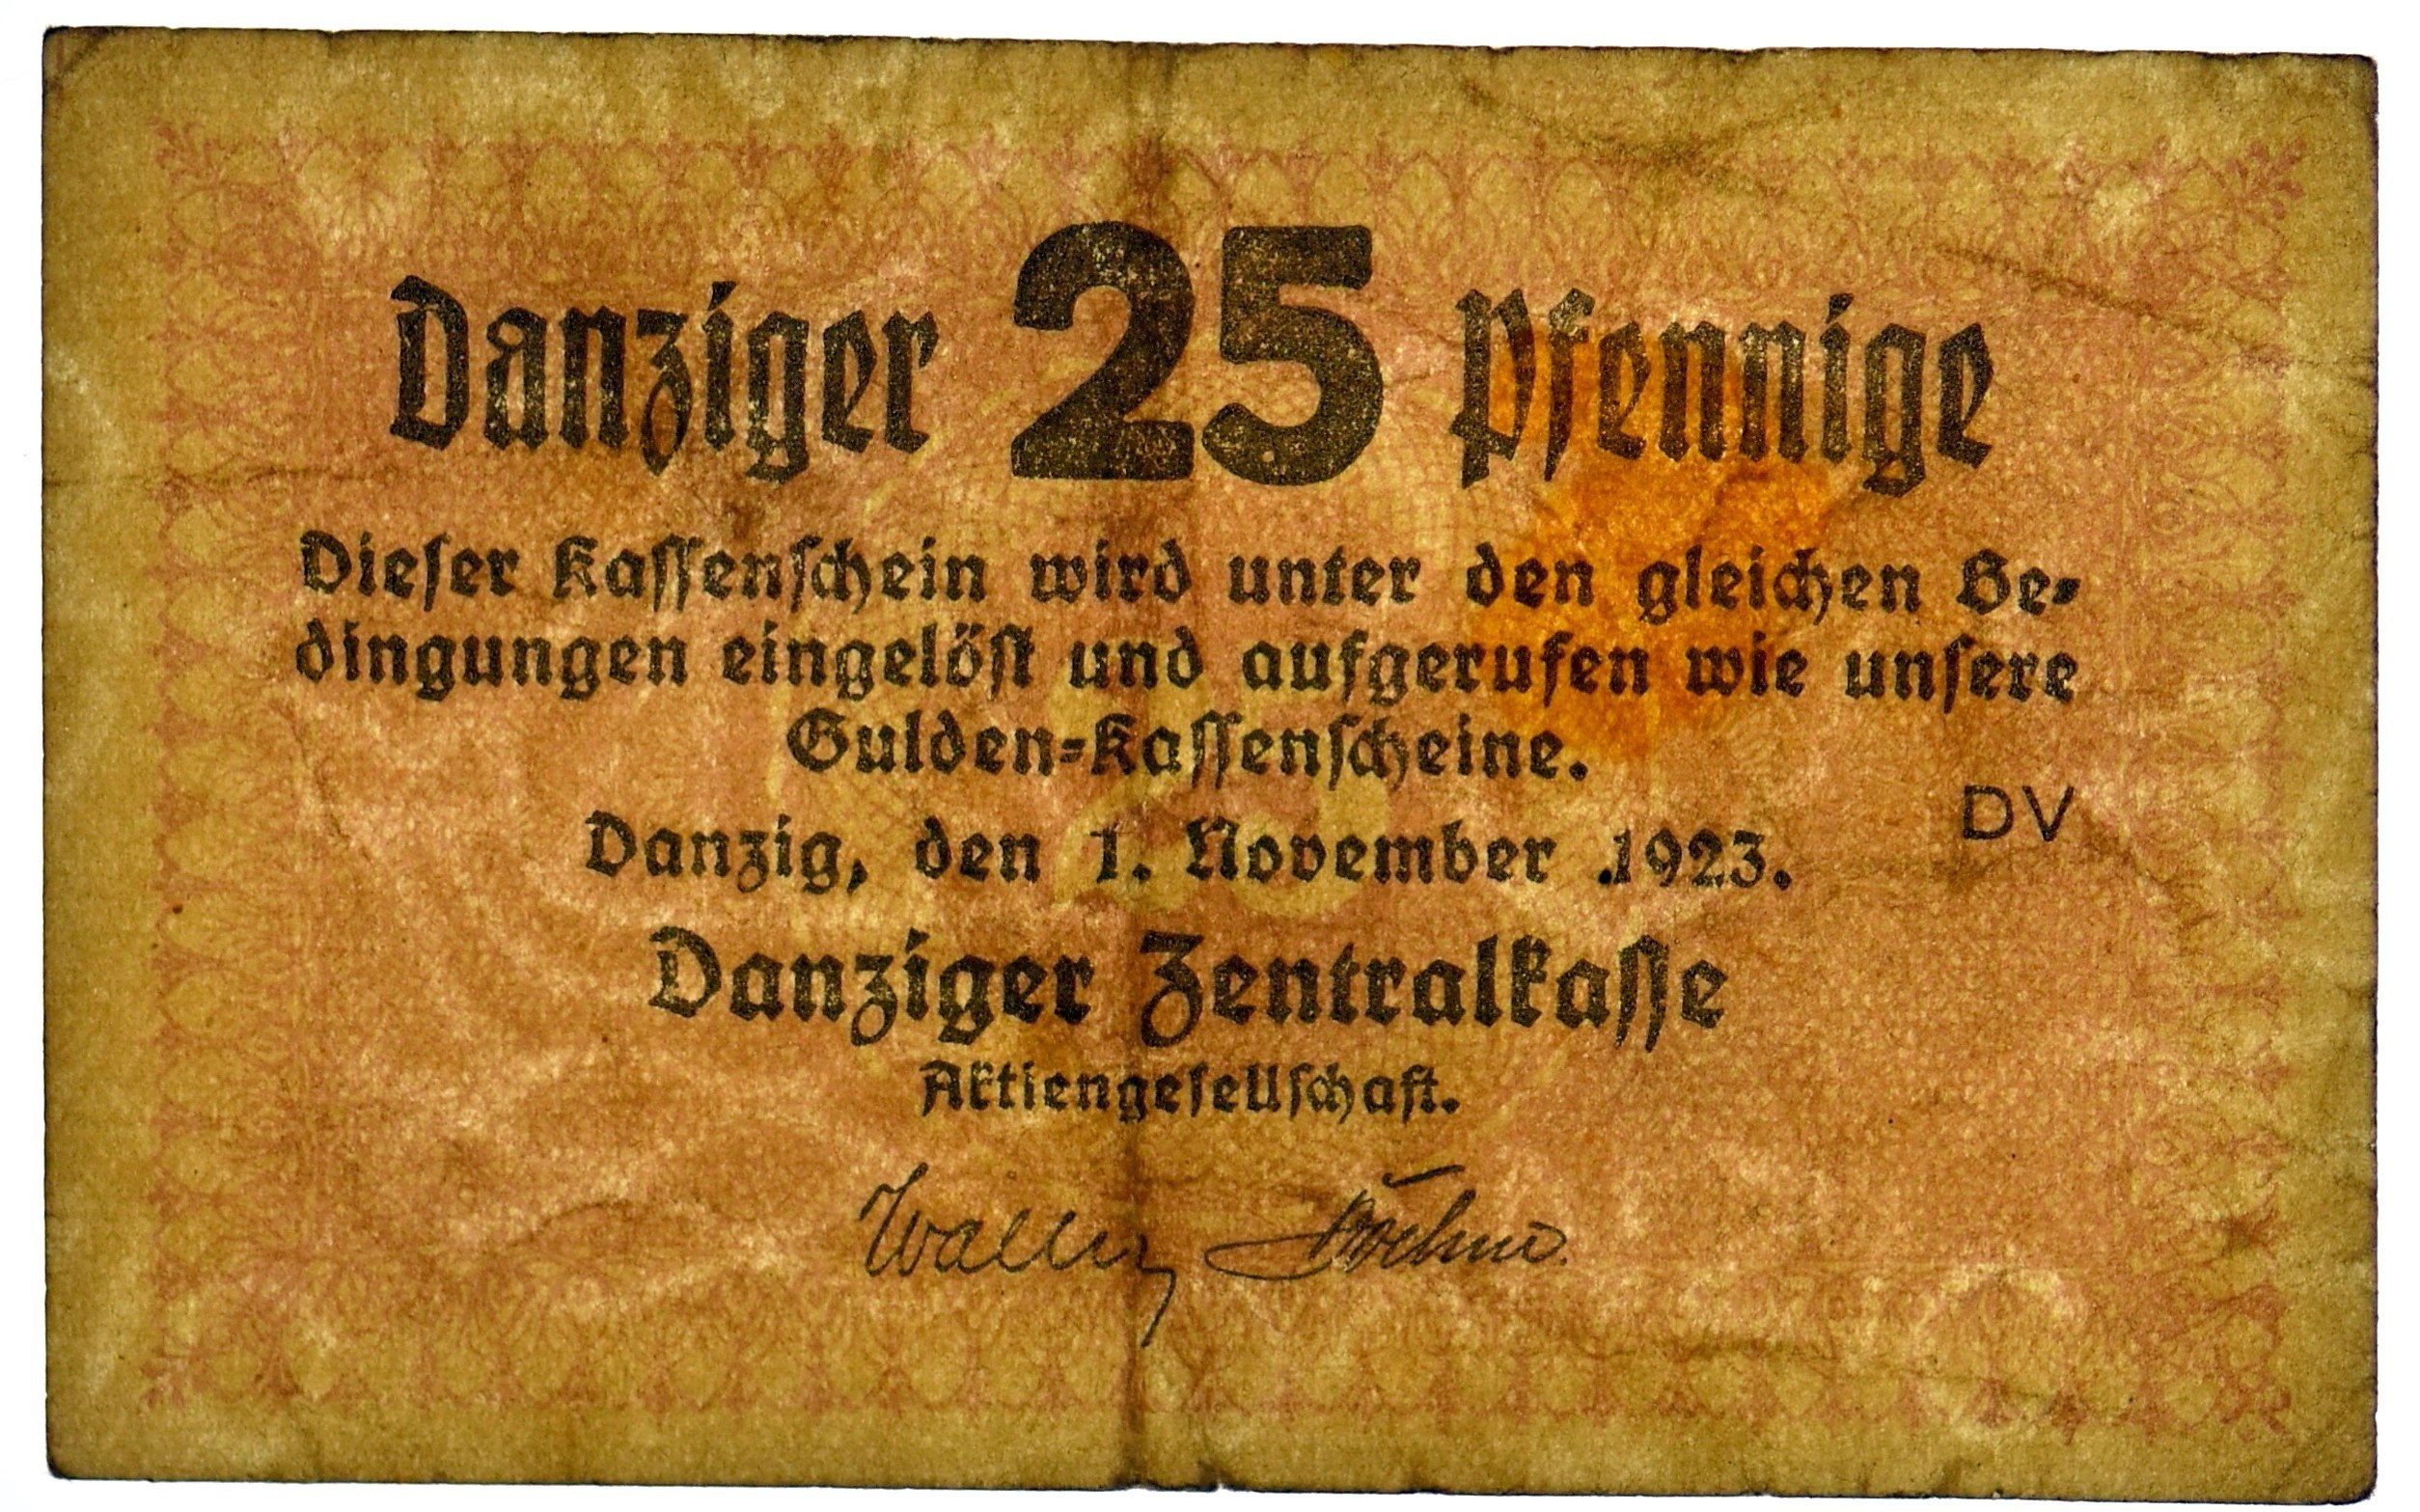 Danziger 25 Pfennige
Dieser Kassenschein wird unter den gleichen Be-
dingungen eingelöst und aufgerufen wie unsere
Gulden-Kassenscheine.
DV
Danzig, den 1. November 1923.
Danziger Zentralkasse
Aktiengesellschaft.
Böhme